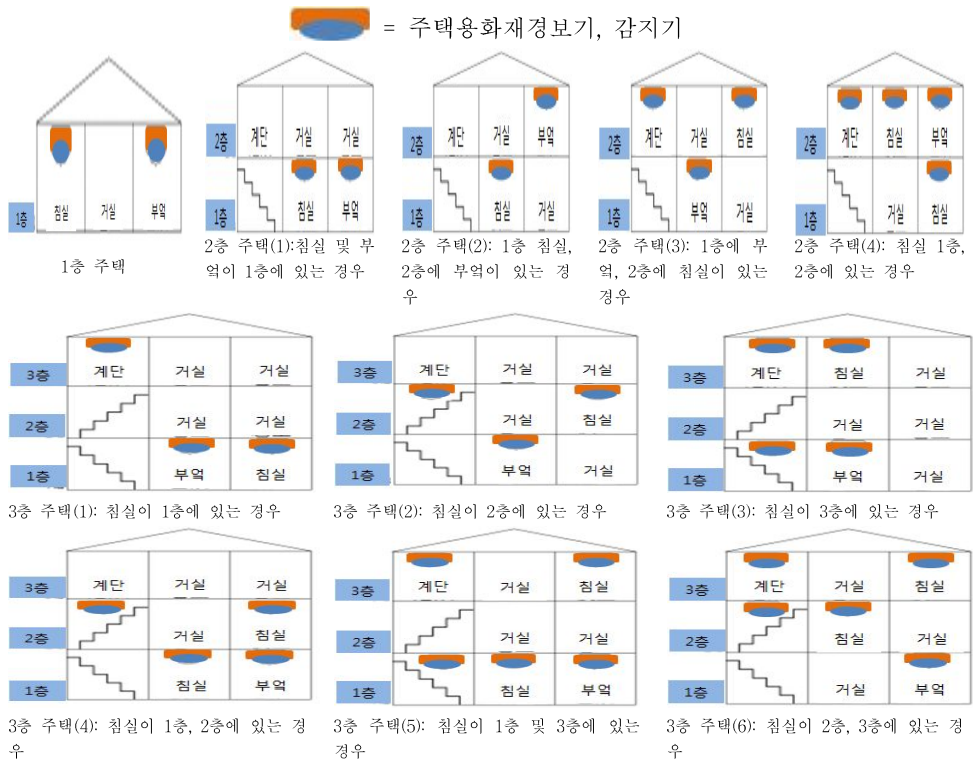 = 주택용화재경보기, 감지기
2층 계단 거실 거실
1층 침실 거실 부엌
1층 침실 부엌
2층 계단 거실 부엌
1층 침실 거실
2층 계단 거실 침실
1층 부엌 거실
2층 계단 침실 부엌
1층 거실 침실
1층 주택
2층 주택(1):침실 및 부
엌이 1층에 있는 경우
2층 주택(2): 1층 침실,
2층에 부엌이 있는 경
우
2층 주택(3): 1층에 부
엌, 2층에 침실이 있는
경우
2층 주택(4): 침실 1층,
2층에 있는 경우
3층 계단 거실 거실
2층 거실 거실
1층 부엌 침실
3층 계단 거실 거실
2층 거실 침실
1층 부엌 거실
3층 계단 침실 거실
2층 거실 거실
1층 부엌 거실
3층 주택(1): 침실이 1층에 있는 경우
3층 주택(2): 침실이 2층에 있는 경우
3층 주택(3): 침실이 3층에 있는 경우
3층 계단 거실 거실
2층 거실 침실
1층 침실 부엌
3층 계단 거실 침실
2층 거실 거실
1층 침실 부엌
3층 계단 거실 침실
2층 침실 거실
1층 거실 부엌
3층 주택(4): 침실이 1층, 2층에 있는 경
우
3층 주택(5): 침실이 1층 및 3층에 있는
경우
3층 주택(6): 침실이 2층, 3층에 있는 경
우